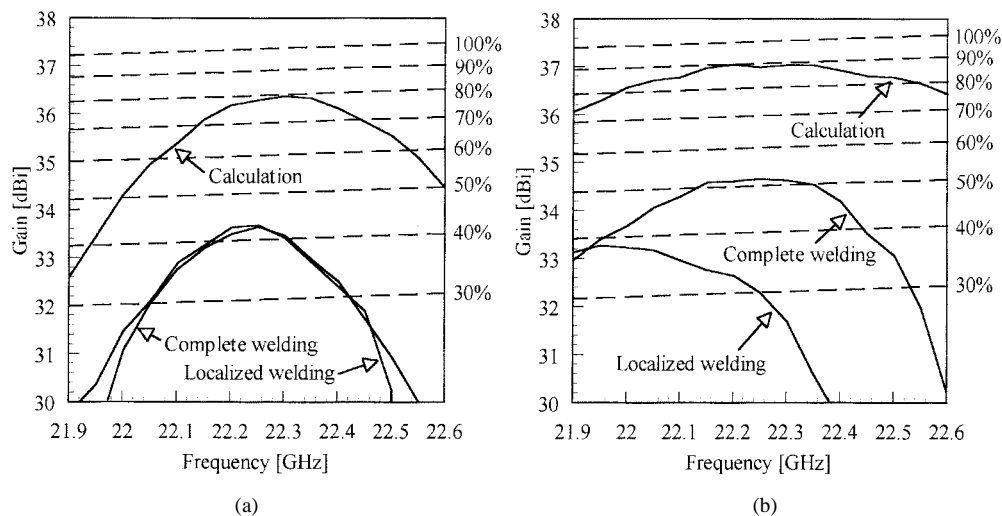 38
37
36
35
34
33
32
31
30
Gain [dBi]
100%
90%
80%
70%
60%
50%
40%
30%
Calculation
Complete welding
Localized welding
21.9 22 22.1 22.2 22.3 22.4 22.5 22.6
Frequency [GHz]
(a)
38
37
36
35
34
33
32
31
30
Gain [dBi]
100%
90%
80%
70%
60%
50%
40%
30%
Calculation
Complete welding
Localized welding
21.9 22 22.1 22.2 22.3 22.4 22.5 22.6
Frequency [GHz]
(b)